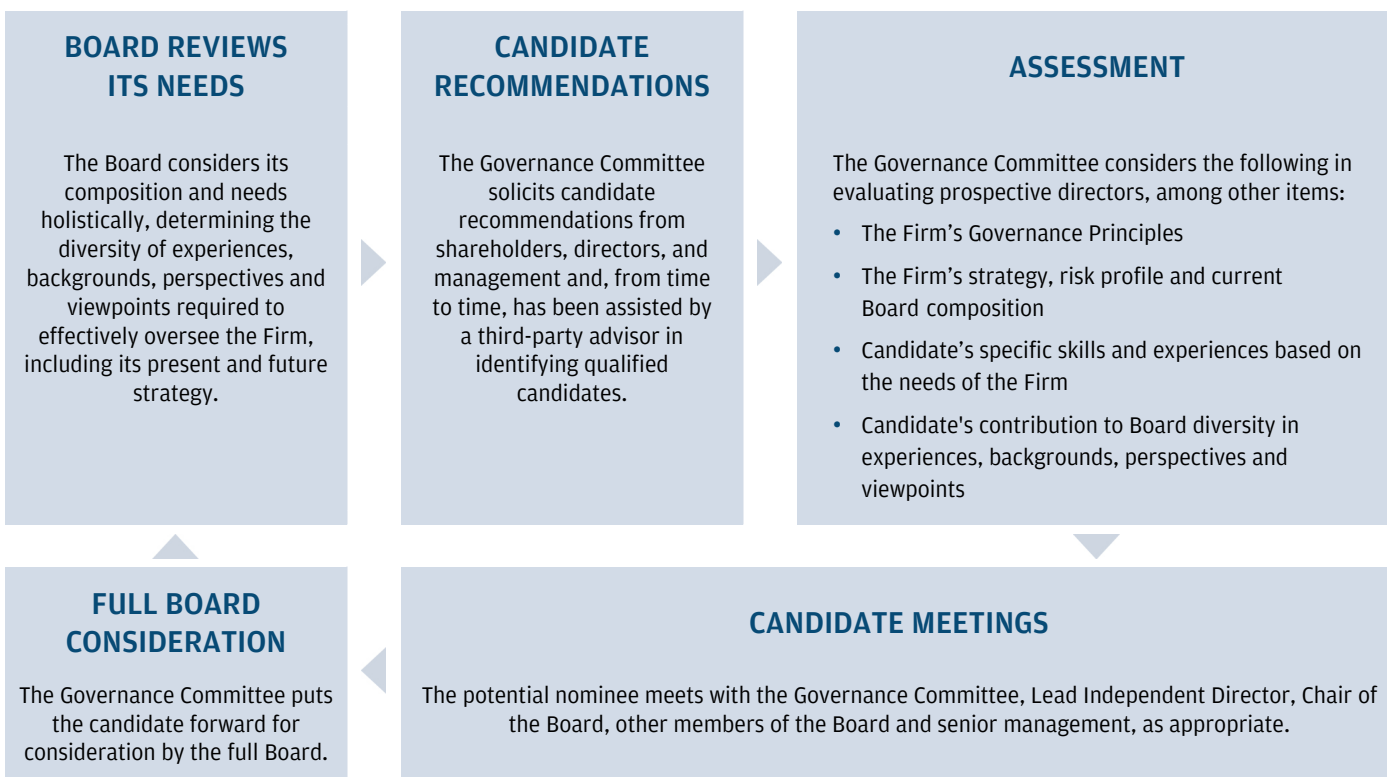 BOARD REVIEWS
ITS NEEDS
The Board considers its
composition and needs
holistically, determining the
diversity of experiences,
backgrounds, perspectives and
viewpoints required to
effectively oversee the Firm,
including its present and future
strategy.
CANDIDATE
RECOMMENDATIONS
The Governance Committee
solicits candidate
recommendations from
shareholders, directors, and
management and, from time
to time, has been assisted by
a third-party advisor in
identifying qualified
candidates.
ASSESSMENT
The Governance Committee considers the following in
evaluating prospective directors, among other items:
• The Firm’s Governance Principles
• The Firm’s strategy, risk profile and current
Board composition
• Candidate’s specific skills and experiences based on
the needs of the Firm
• Candidate's contribution to Board diversity in
experiences, backgrounds, perspectives and
viewpoints
CANDIDATE MEETINGS
The potential nominee meets with the Governance Committee, Lead Independent Director, Chair of
the Board, other members of the Board and senior management, as appropriate.
FULL BOARD
CONSIDERATION
The Governance Committee puts
the candidate forward for
consideration by the full Board.